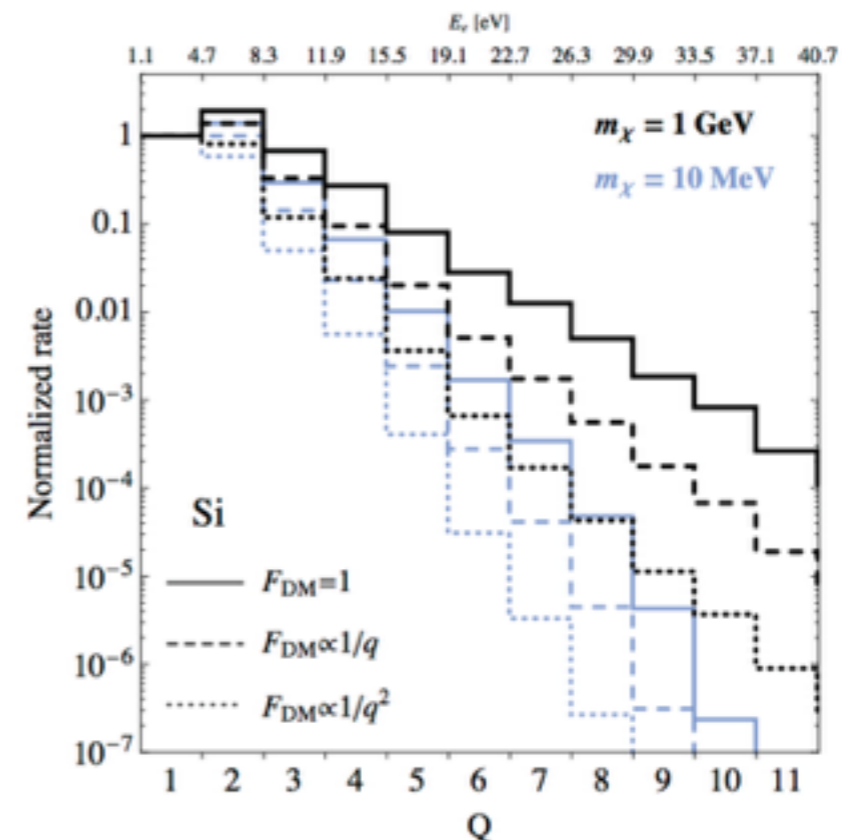 E_e [eV]
1.1 4.7 8.3 11.9 15.5 19.1 22.7 26.3 29.9 33.5 37.1 40.7
m_χ = 1 GeV
m_χ = 10 MeV
1
0.1
0.01
10⁻³
10⁻⁴
10⁻⁵
10⁻⁶
10⁻⁷
Normalized rate
Si
F_DM=1
F_DM∝1/q
F_DM∝1/q²
1 2 3 4 5 6 7 8 9 10 11
Q